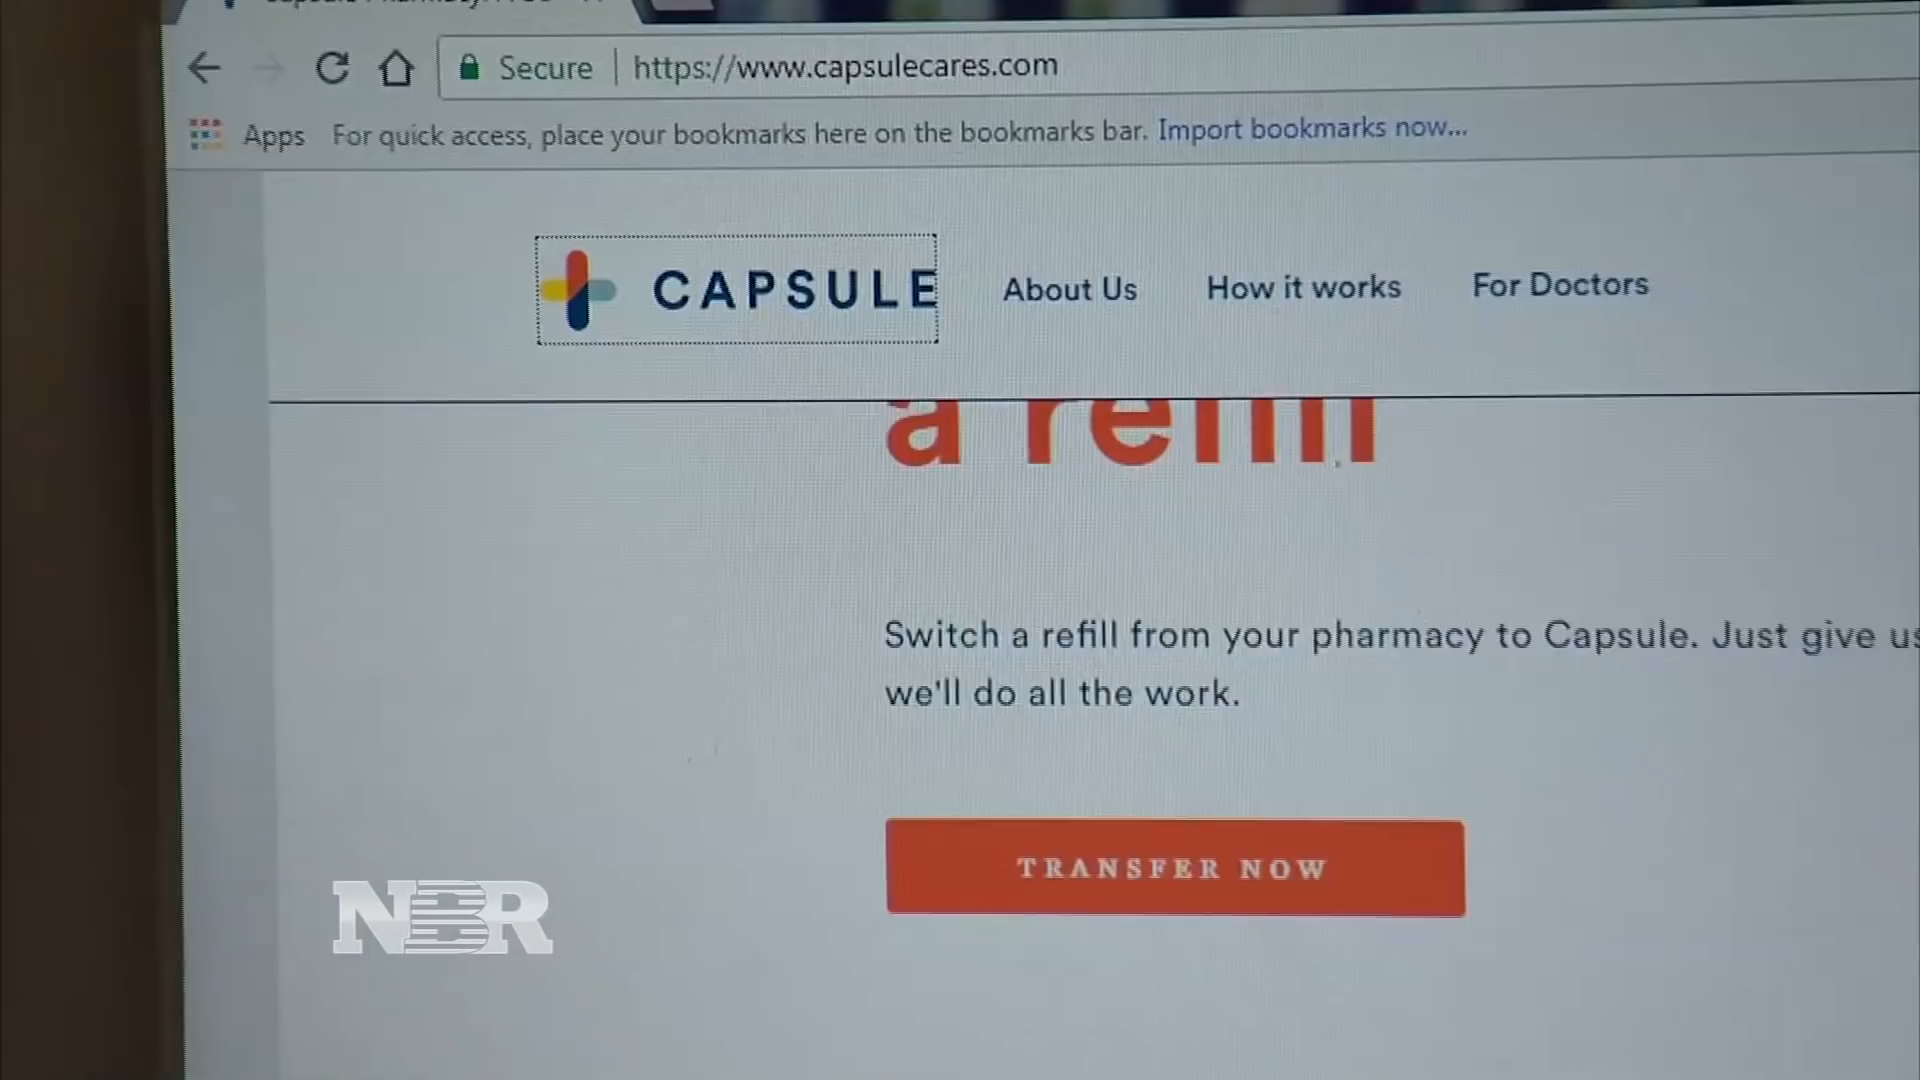 Secure | https://www.capsulecares.com
Apps For quick access, place your bookmarks here on the bookmarks bar. Import bookmarks now...
CAPSULE About Us How it works For Doctors
a refill
Switch a refill from your pharmacy to Capsule. Just give us
we'll do all the work.
TRANSFER NOW
NBR